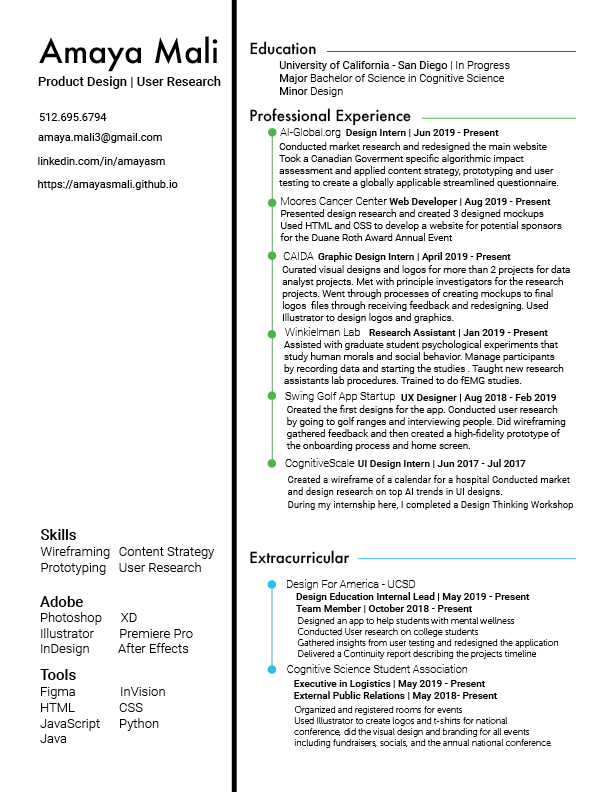 Amaya Mali
Product Design | User Research
512.695.6794
amaya.mali3@gmail.com
linkedin.com/in/amayasm
https://amayasmali.github.io
Skills
Wireframing Content Strategy
Prototyping User Research
Adobe
Photoshop XD
Illustrator Premiere Pro
InDesign After Effects
Tools
Figma InVision
HTML CSS
JavaScript Python
Java
Education
University of California - San Diego | In Progress
Major Bachelor of Science in Cognitive Science
Minor Design
Professional Experience
AI-Global.org Design Intern | Jun 2019 - Present
Conducted market research and redesigned the main website
Took a Canadian Goverment specific algorithmic impact
assessment and applied content strategy, prototyping and user
testing to create a globally applicable streamlined questionnaire.
Moores Cancer Center Web Developer | Aug 2019 - Present
Presented design research and created 3 designed mockups
Used HTML and CSS to develop a website for potential sponsors
for the Duane Roth Award Annual Event
CAIDA Graphic Design Intern | April 2019 - Present
Curated visual designs and logos for more than 2 projects for data
analyst projects. Met with principle investigators for the research
projects. Went through processes of creating mockups to final
logos files through receiving feedback and redesigning. Used
Illustrator to design logos and graphics.
Winkielman Lab Research Assistant | Jan 2019 - Present
Assisted with graduate student psychological experiments that
study human morals and social behavior. Manage participants
by recording data and starting the studies . Taught new research
assistants lab procedures. Trained to do fEMG studies.
Swing Golf App Startup UX Designer | Aug 2018 - Feb 2019
Created the first designs for the app. Conducted user research
by going to golf ranges and interviewing people. Did wireframing
gathered feedback and then created a high-fidelity prototype of
the onboarding process and home screen.
CognitiveScale UI Design Intern | Jun 2017 - Jul 2017
Created a wireframe of a calendar for a hospital Conducted market
and design research on top AI trends in UI designs.
During my internship here, I completed a Design Thinking Workshop
Extracurricular
Design For America - UCSD
Design Education Internal Lead | May 2019 - Present
Team Member | October 2018 - Present
Designed an app to help students with mental wellness
Conducted User research on college students
Gathered insights from user testing and redesigned the application
Delivered a Continuity report describing the projects timeline
Cognitive Science Student Association
Executive in Logistics | May 2019 - Present
External Public Relations | May 2018- Present
Organized and registered rooms for events
Used Illustrator to create logos and t-shirts for national
conference, did the visual design and branding for all events
including fundraisers, socials, and the annual national conference.